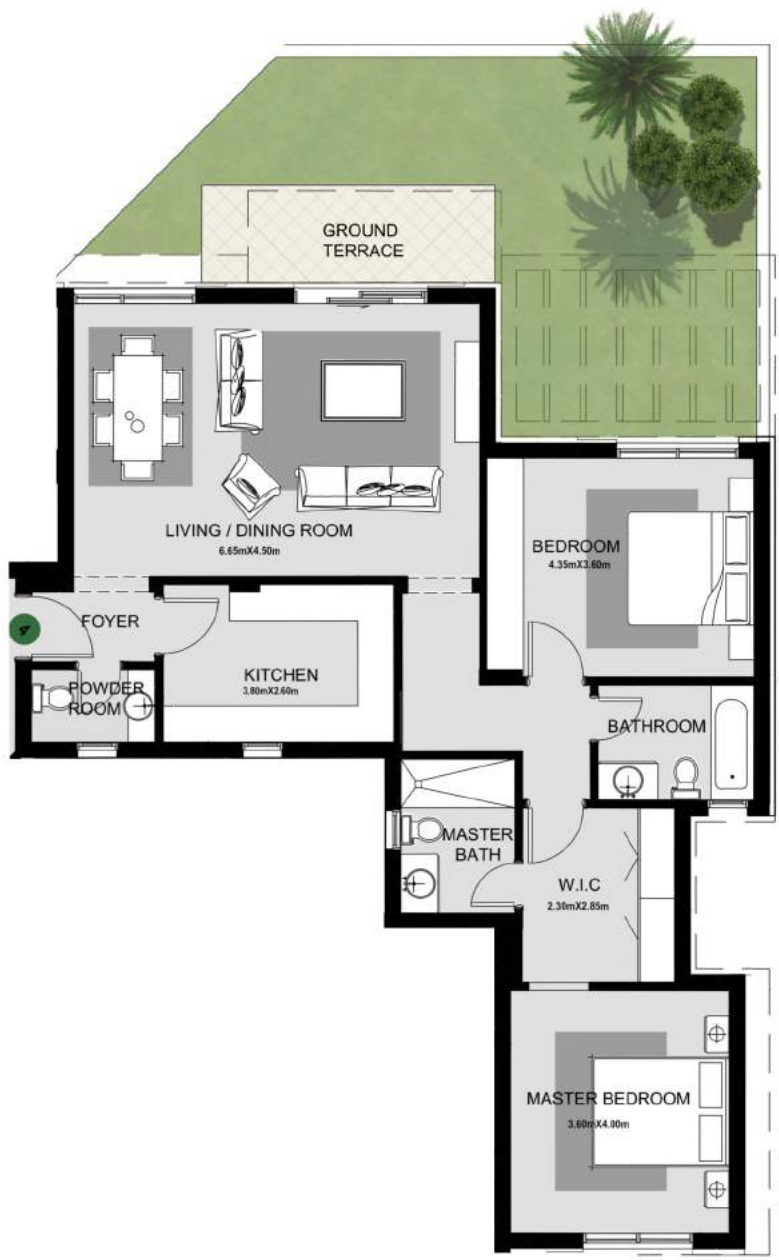 GROUND
TERRACE
LIVING / DINING ROOM
6.65mX4.50m
BEDROOM
4.35mX3.60m
FOYER
4
KITCHEN
3.80mX2.60m
POWDER
ROOM
BATHROOM
MASTER
BATH
W.I.C
2.30mX2.85m
MASTER BEDROOM
3.60mX4.00m